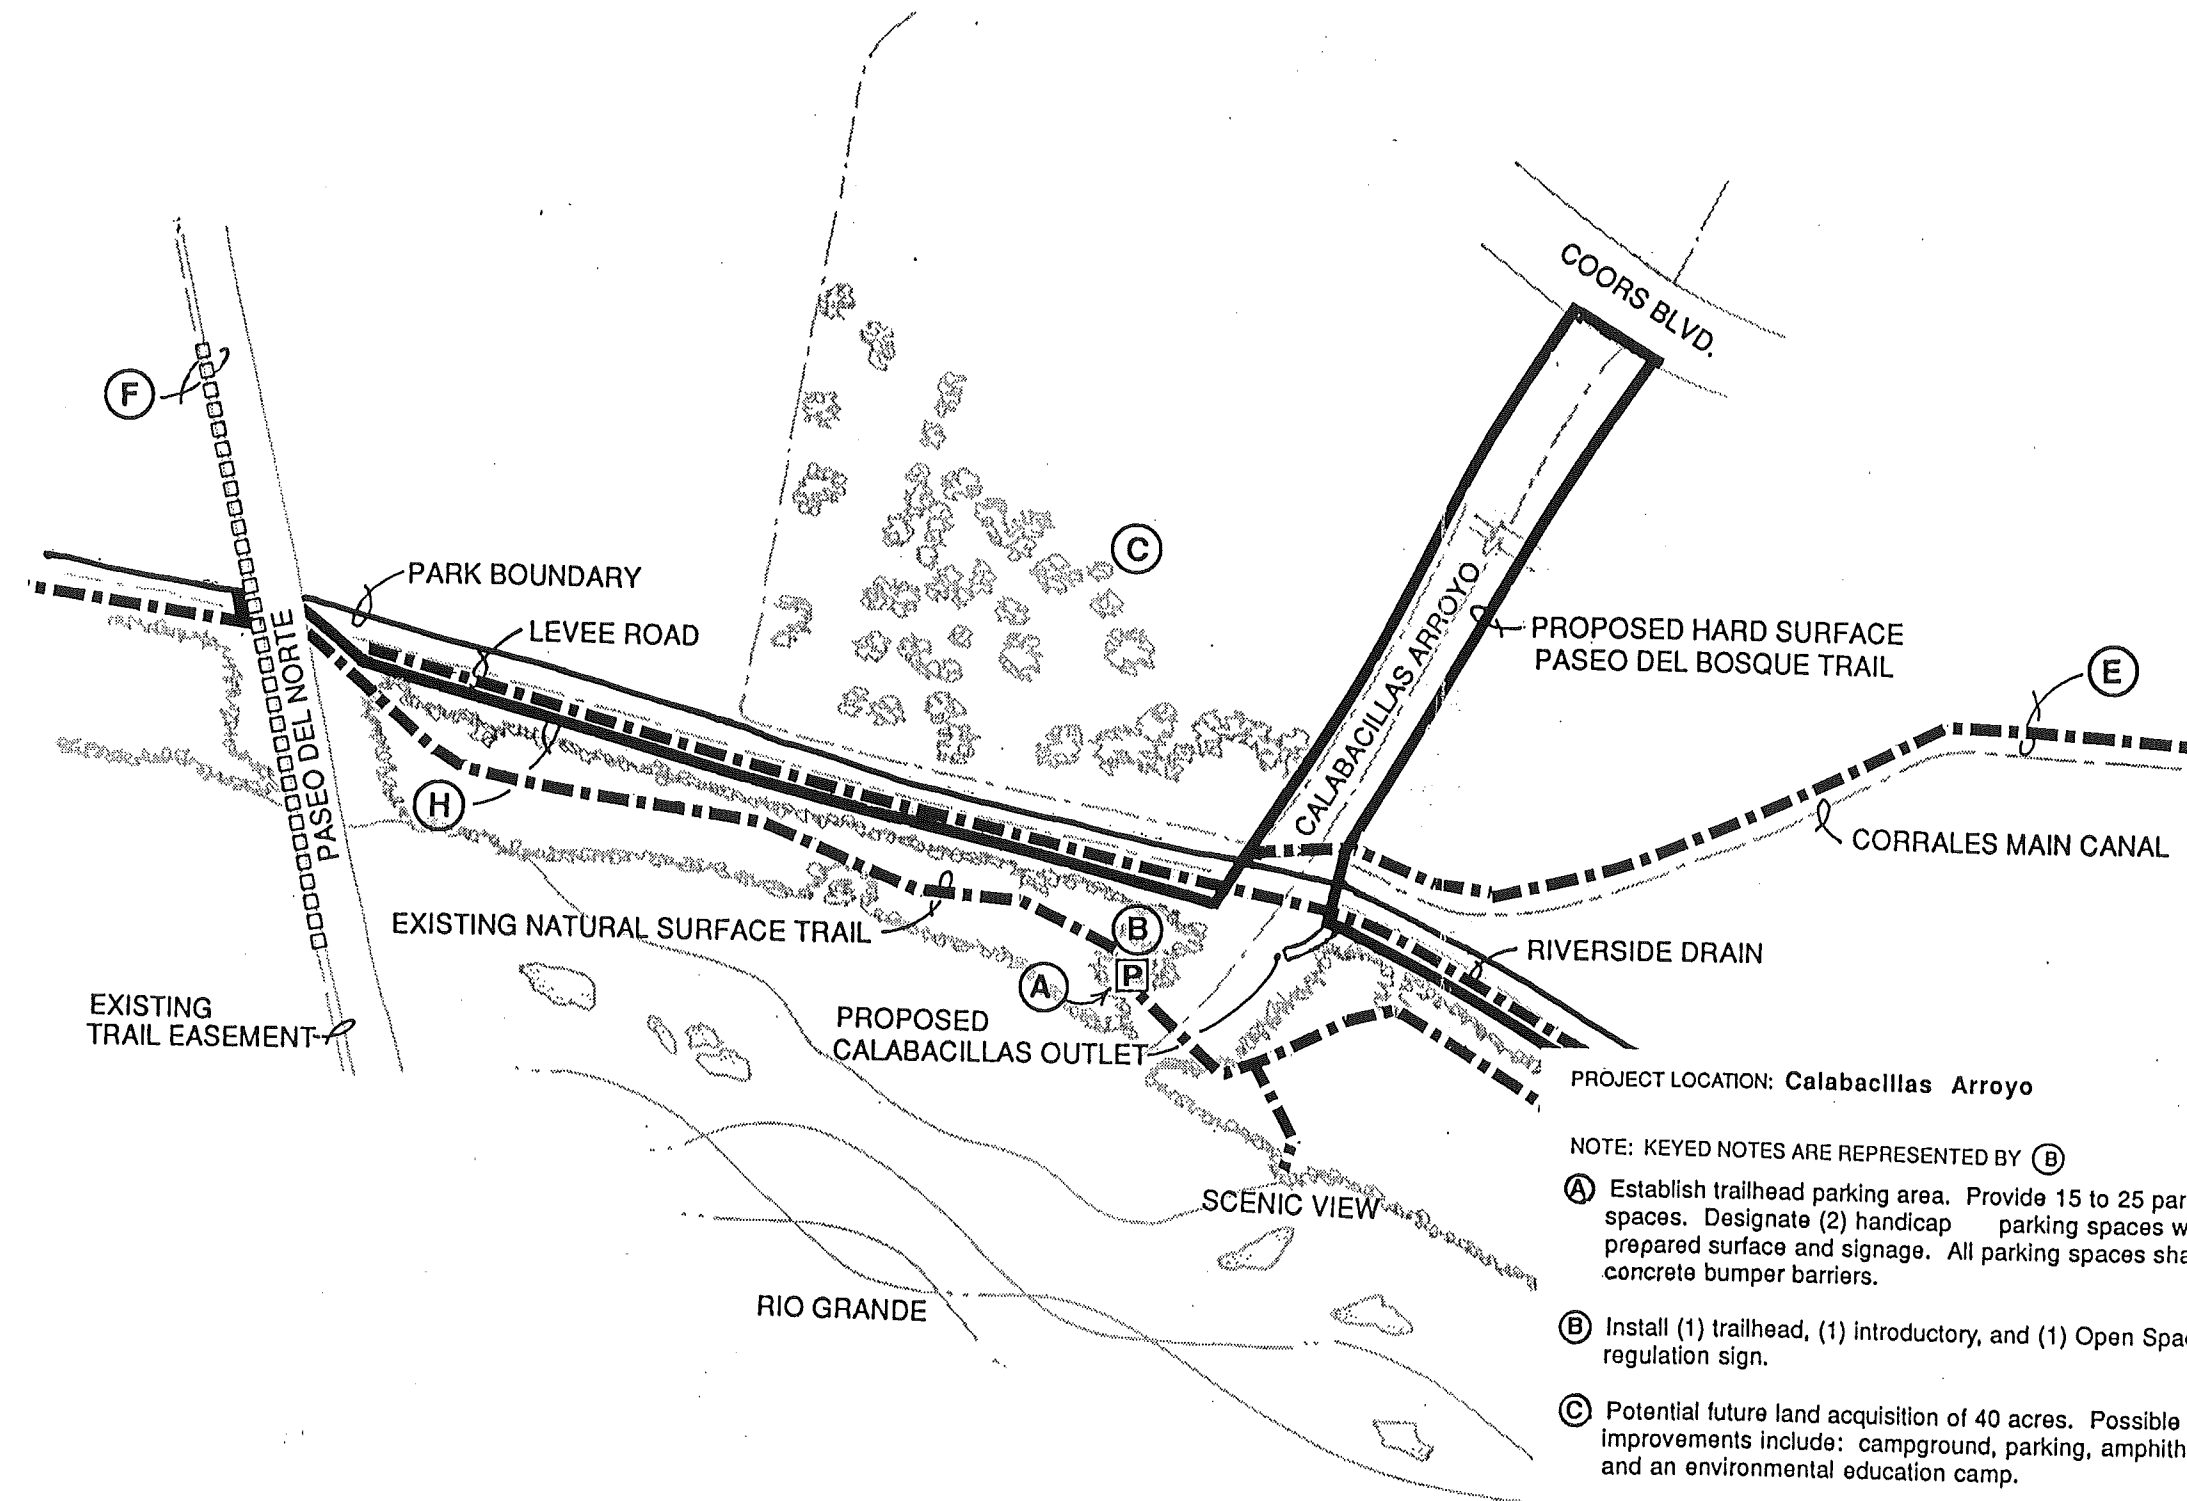 COORS BLVD.
F
PARK BOUNDARY
C
LEVEE ROAD
PASEO DEL NORTE
CALABACILLAS ARROYO
PROPOSED HARD SURFACE
PASEO DEL BOSQUE TRAIL
E
H
CORRALES MAIN CANAL
EXISTING NATURAL SURFACE TRAIL
B
RIVERSIDE DRAIN
A
P
EXISTING
TRAIL EASEMENT
PROPOSED
CALABACILLAS OUTLET
SCENIC VIEW
RIO GRANDE
PROJECT LOCATION: Calabacillas Arroyo
NOTE: KEYED NOTES ARE REPRESENTED BY B
A Establish trailhead parking area. Provide 15 to 25 par
spaces. Designate (2) handicap parking spaces w
prepared surface and signage. All parking spaces sha
concrete bumper barriers.
B Install (1) trailhead, (1) introductory, and (1) Open Spa
regulation sign.
C Potential future land acquisition of 40 acres. Possible
improvements include: campground, parking, amphith
and an environmental education camp.